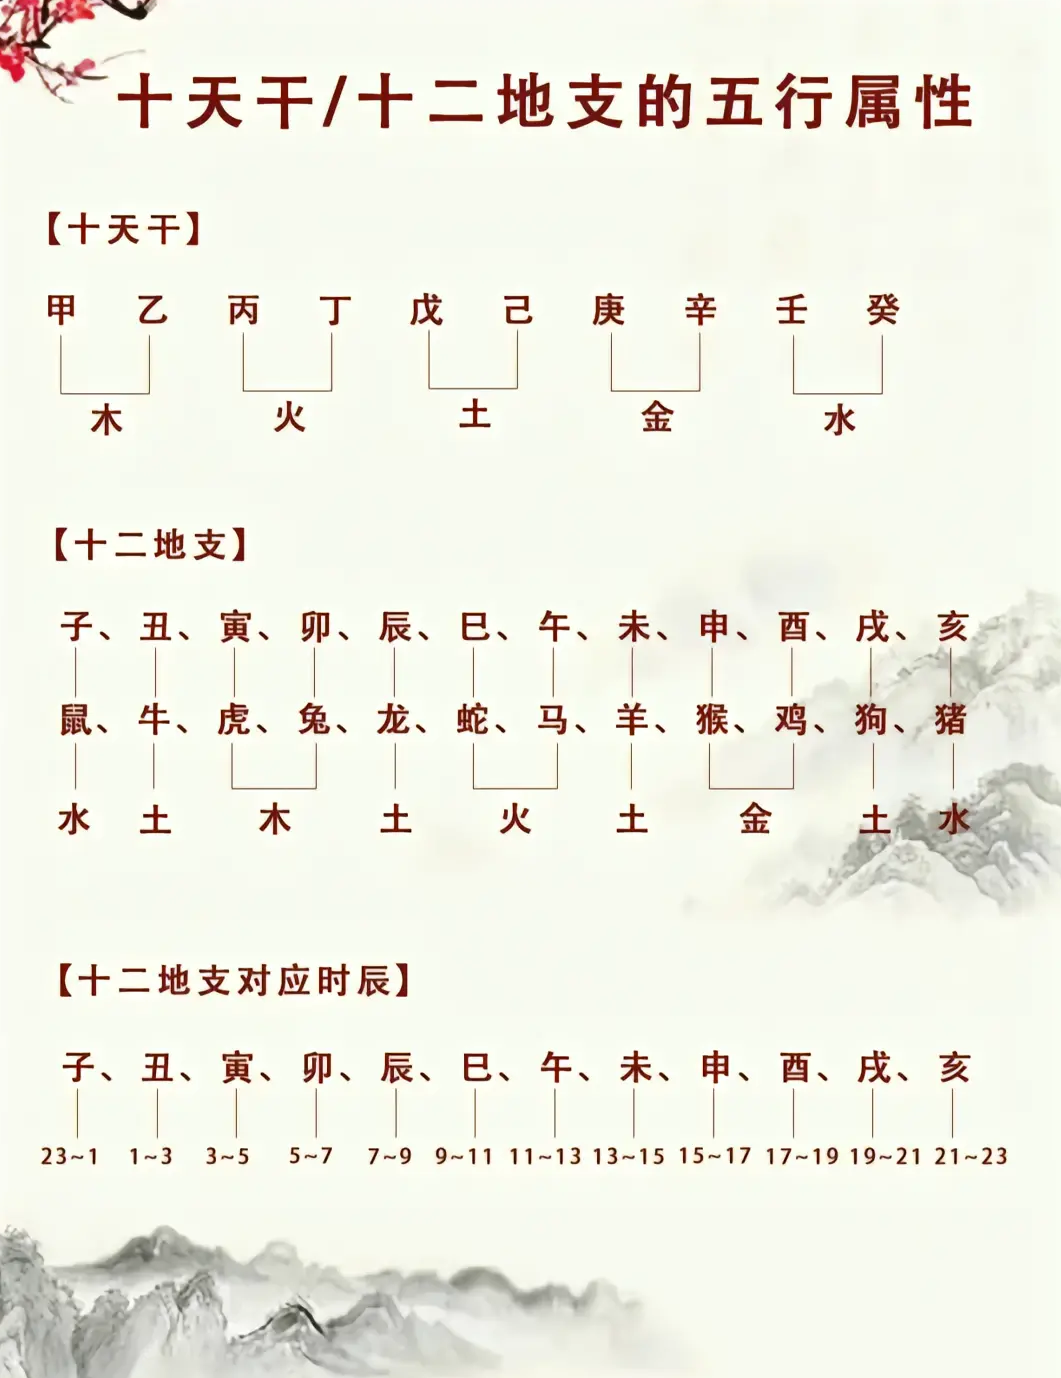 十天干/十二地支的五行属性
【十天干】
甲 乙 丙 丁 戊 己 庚 辛 壬 癸
木 火 土 金 水
【十二地支】
子、丑、寅、卯、辰、巳、午、未、申、酉、戌、亥
鼠、牛、虎、兔、龙、蛇、马、羊、猴、鸡、狗、猪
水 土 木 土 火 土 金 土 水
【十二地支对应时辰】
子、丑、寅、卯、辰、巳、午、未、申、酉、戌、亥
23~1 1~3 3~5 5~7 7~9 9~11 11~13 13~15 15~17 17~19 19~21 21~23